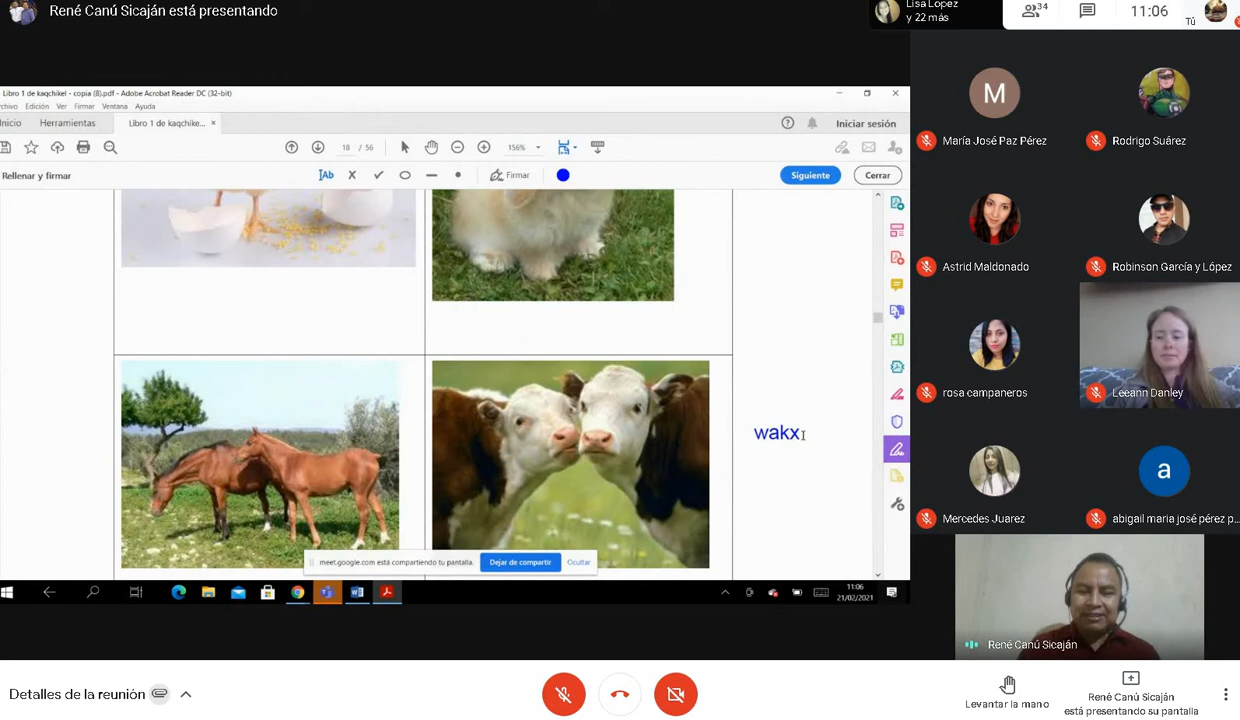 René Canú Sicaján está presentando
Lisa Lopez
y 22 más
34
11:06
Tú
Libro 1 de kaqchikel - copia (8).pdf - Adobe Acrobat Reader DC (32-bit)
rchivo Edición Ver Firmar Ventana Ayuda
Inicio Herramientas Libro 1 de kaqchike... × Iniciar sesión
18 / 56 156%
Rellenar y firmar IAb Firmar Siguiente Cerrar
wakx
meet.google.com está compartiendo tu pantalla. Dejar de compartir Ocultar
11:06
21/02/2021
M
María José Paz Pérez
Rodrigo Suárez
Astrid Maldonado
Robinson García y López
rosa campaneros
Leeann Danley
Mercedes Juarez
a
abigail maria josé pérez p...
René Canú Sicaján
Detalles de la reunión
Levantar la mano
René Canú Sicaján
está presentando su pantalla